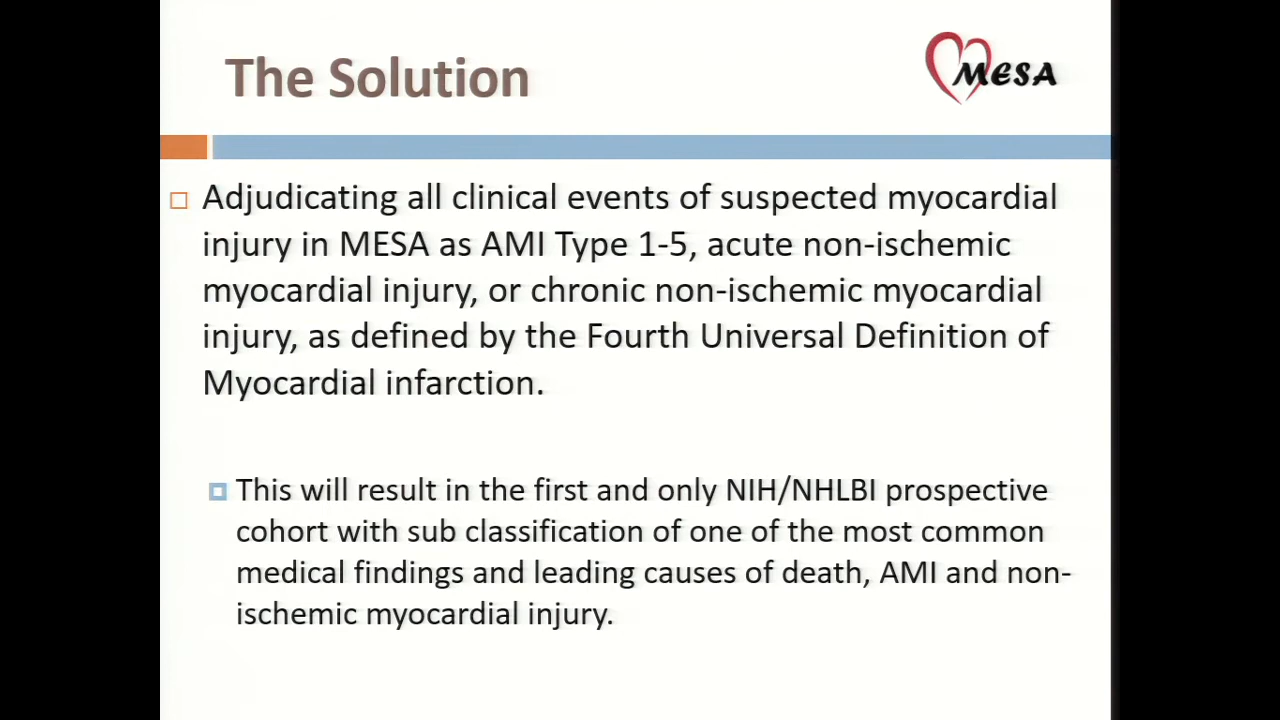 The Solution
MESA
Adjudicating all clinical events of suspected myocardial
injury in MESA as AMI Type 1-5, acute non-ischemic
myocardial injury, or chronic non-ischemic myocardial
injury, as defined by the Fourth Universal Definition of
Myocardial infarction.
This will result in the first and only NIH/NHLBI prospective
cohort with sub classification of one of the most common
medical findings and leading causes of death, AMI and non-
ischemic myocardial injury.